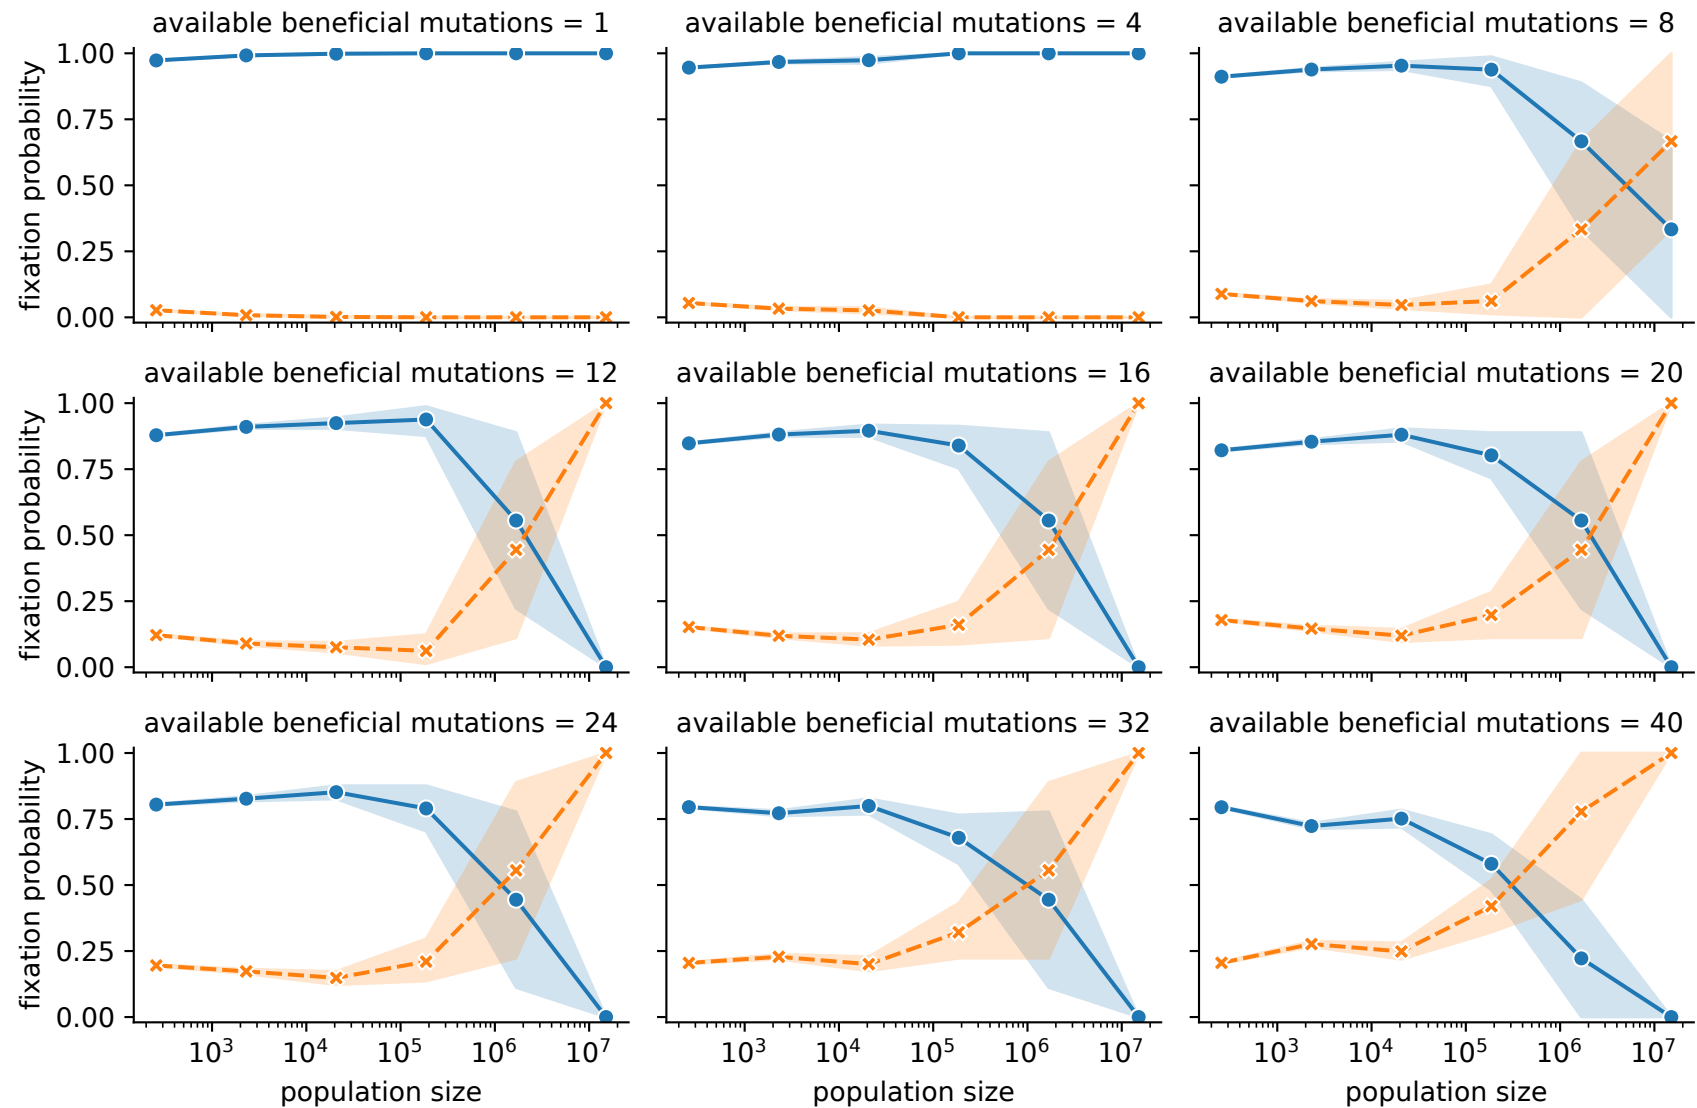 available beneficial mutations = 1
available beneficial mutations = 4
available beneficial mutations = 8
fixation probability
1.00
0.75
0.50
0.25
0.00
available beneficial mutations = 12
available beneficial mutations = 16
available beneficial mutations = 20
fixation probability
1.00
0.75
0.50
0.25
0.00
available beneficial mutations = 24
available beneficial mutations = 32
available beneficial mutations = 40
fixation probability
1.00
0.75
0.50
0.25
0.00
10³ 10⁴ 10⁵ 10⁶ 10⁷
10³ 10⁴ 10⁵ 10⁶ 10⁷
10³ 10⁴ 10⁵ 10⁶ 10⁷
population size
population size
population size